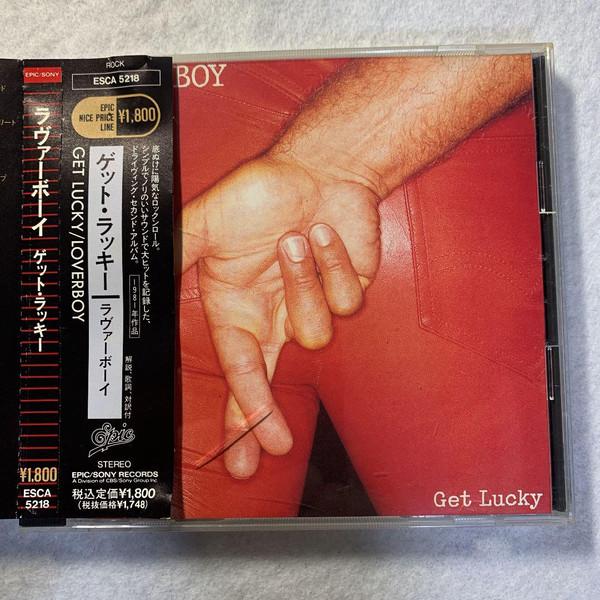 ド
リート
プ
EPIC/SONY
ラヴァーボーイ ゲット・ラッキー
¥1,800
ESCA
5218
ROCK
ESCA 5218
EPIC
NICE PRICE
LINE
¥1,800
底ぬけに陽気なロックンロール。
シンプルでノリのいいサウンドで大ヒットを記録した、
ドライヴィング・セカンド・アルバム。
1981年作品
ゲット・ラッキー|ラヴァーボーイ
GET LUCKY/LOVERBOY
解説、歌詞、対訳付
Epic
STEREO
EPIC/SONY RECORDS
A Division of CBS/Sony Group Inc
税込定価¥1,800
(税抜価格¥1,748)
BOY
Get Lucky